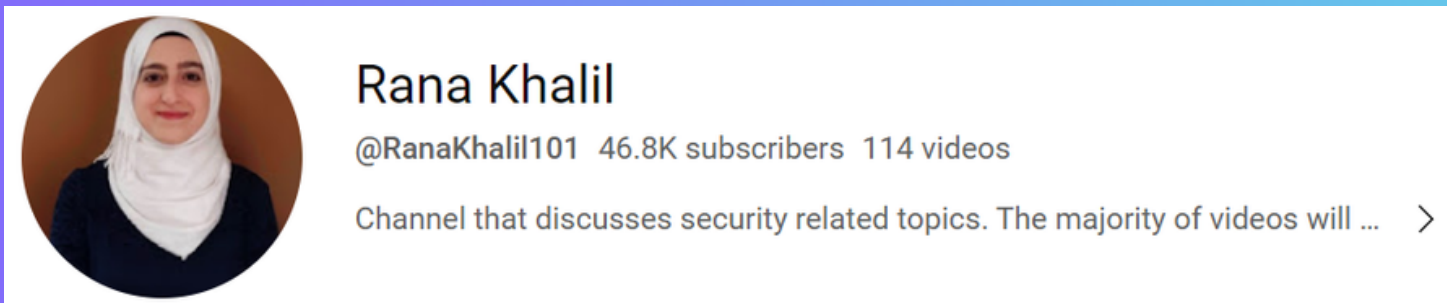 Rana Khalil
@RanaKhalil101 46.8K subscribers 114 videos
Channel that discusses security related topics. The majority of videos will ...